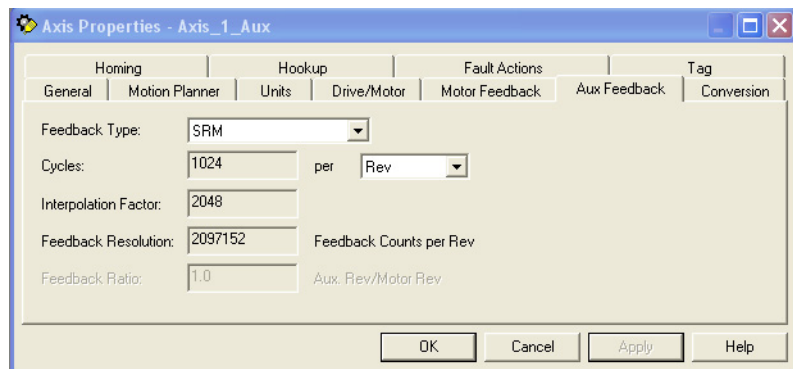 Axis Properties - Axis_1_Aux
Homing Hookup Fault Actions Tag
General Motion Planner Units Drive/Motor Motor Feedback Aux Feedback Conversion
Feedback Type: SRM
Cycles: 1024 per Rev
Interpolation Factor: 2048
Feedback Resolution: 2097152 Feedback Counts per Rev
Feedback Ratio: 1.0 Aux. Rev/Motor Rev
OK Cancel Apply Help